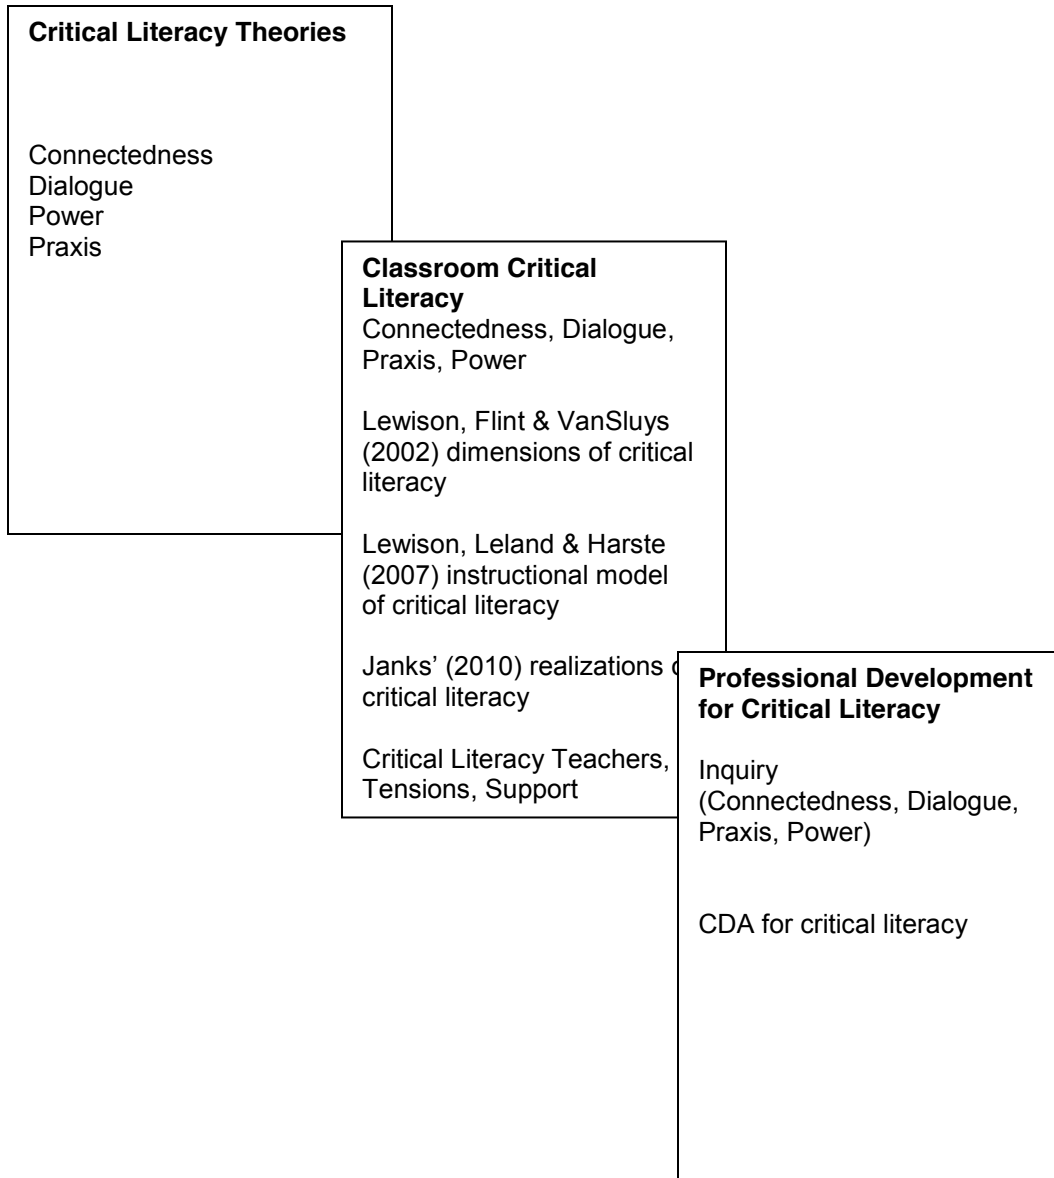 Critical Literacy Theories
Connectedness
Dialogue
Power
Praxis
Classroom Critical
Literacy
Connectedness, Dialogue,
Praxis, Power
Lewison, Flint & VanSluys
(2002) dimensions of critical
literacy
Lewison, Leland & Harste
(2007) instructional model
of critical literacy
Janks’ (2010) realizations
critical literacy
Critical Literacy Teachers,
Tensions, Support
Professional Development
for Critical Literacy
Inquiry
(Connectedness, Dialogue,
Praxis, Power)
CDA for critical literacy